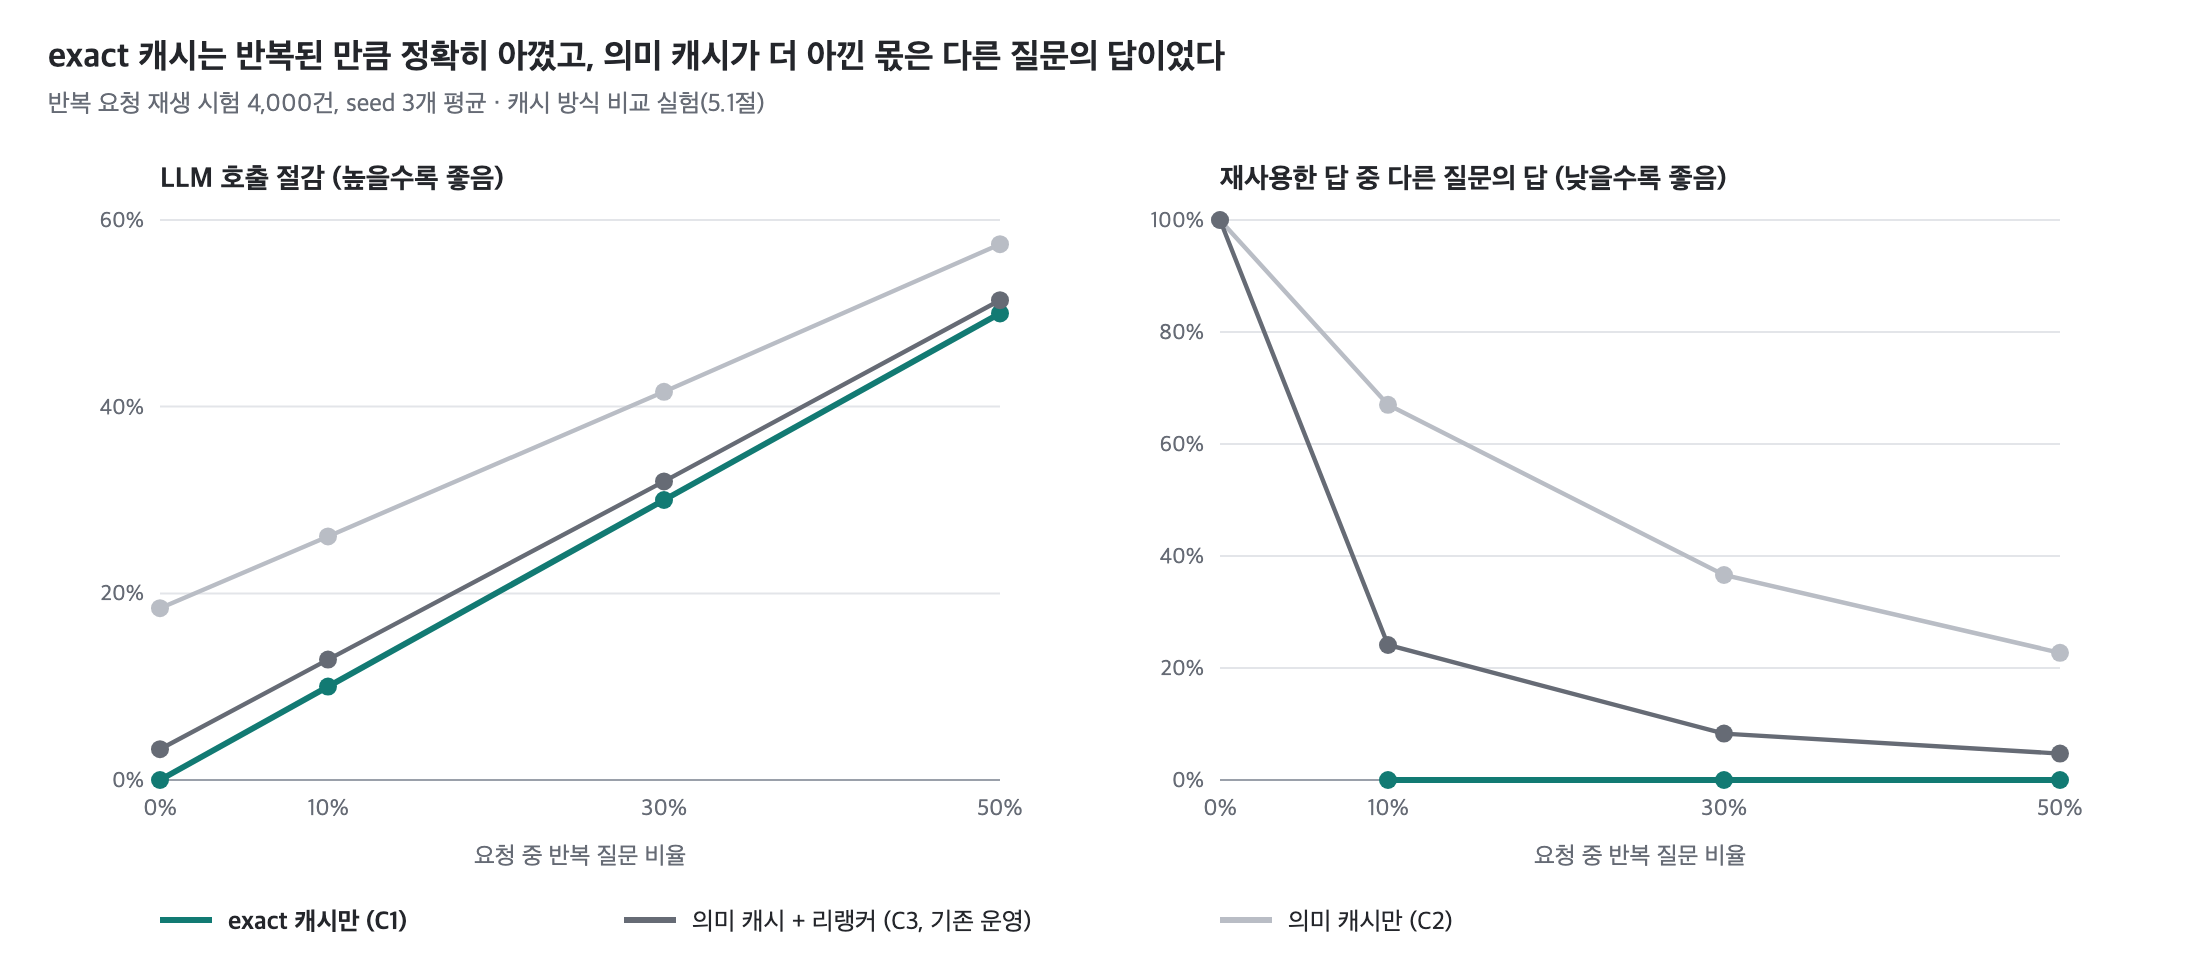 exact 캐시는 반복된 만큼 정확히 아꼈고, 의미 캐시가 더 아낀 몫은 다른 질문의 답이었다
반복 요청 재생 시험 4,000건, seed 3개 평균 · 캐시 방식 비교 실험(5.1절)
LLM 호출 절감 (높을수록 좋음)
60%
40%
20%
0%
0% 10% 30% 50%
요청 중 반복 질문 비율
재사용한 답 중 다른 질문의 답 (낮을수록 좋음)
100%
80%
60%
40%
20%
0%
0% 10% 30% 50%
요청 중 반복 질문 비율
exact 캐시만 (C1) 의미 캐시 + 리랭커 (C3, 기존 운영) 의미 캐시만 (C2)